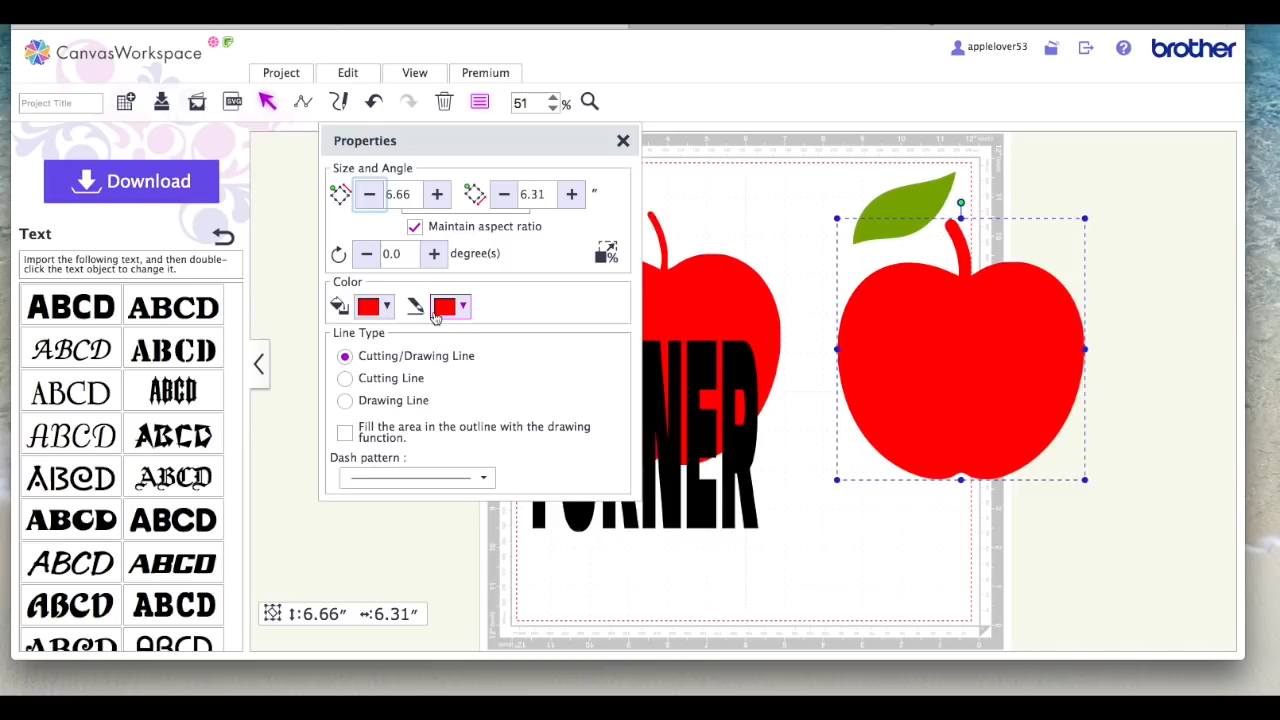 CanvasWorkspace
applelover53
brother
Project
Edit
View
Premium
Project Title
SVG
51 %
Download
Text
Import the following text, and then double-
click the text object to change it.
ABCD ABCD
ABCD ABCD
ABCD ABCD
ABCD ABCD
ABCD ABCD
ABCD ABCD
ABCD ABCD
ABCD ABCD
ABCD ABCD
Properties
Size and Angle
6.66
6.31 ″
Maintain aspect ratio
0.0 degree(s)
%
Color
Line Type
Cutting/Drawing Line
Cutting Line
Drawing Line
Fill the area in the outline with the drawing
function.
Dash pattern :
TURNER
↕:6.66″ ↔:6.31″